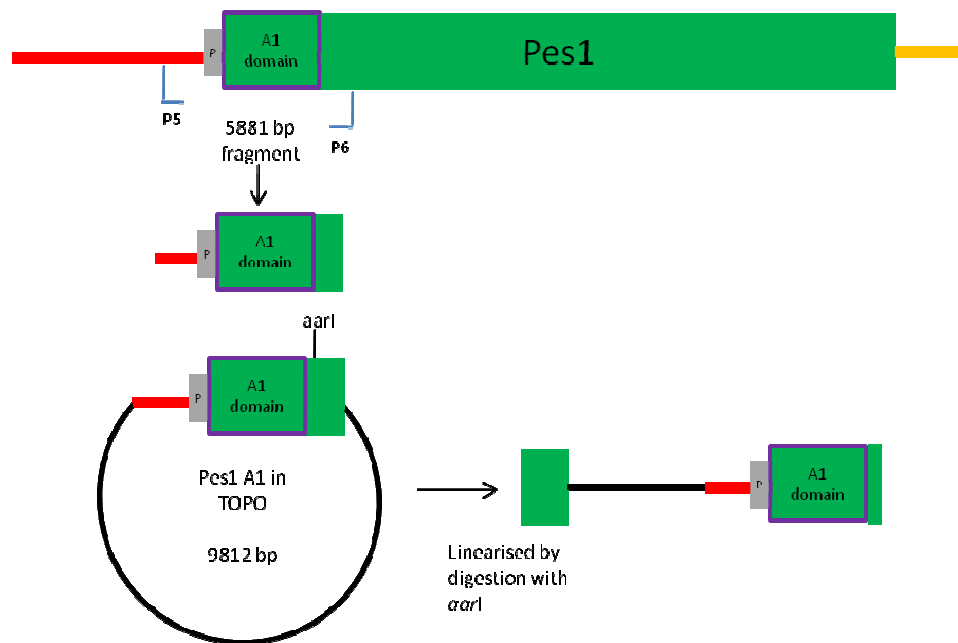 P
A1
domain
Pes1
P5
P6
5881 bp
fragment
P
A1
domain
aarI
P
A1
domain
Pes1 A1 in
TOPO
9812 bp
P
A1
domain
Linearised by
digestion with
aarI